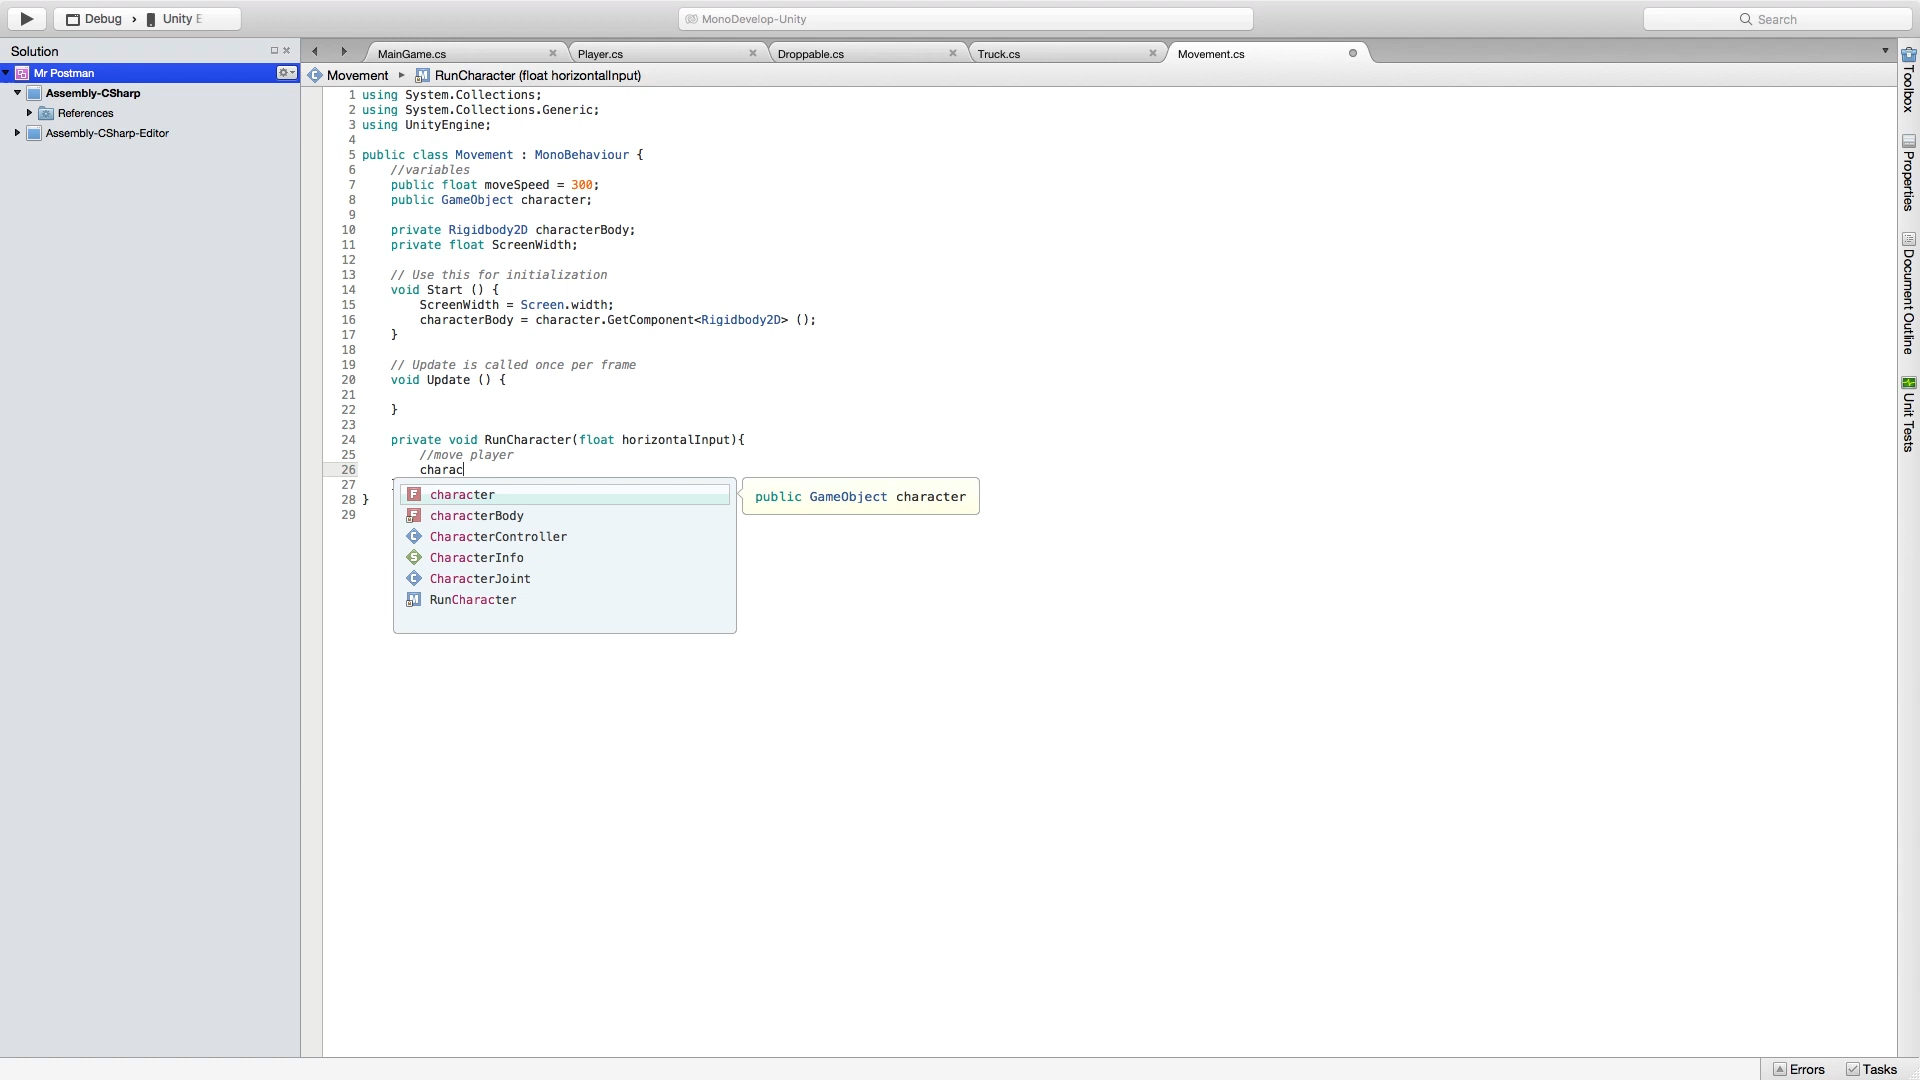 Debug › Unity E
MonoDevelop-Unity
Search
Solution
MainGame.cs
Player.cs
Droppable.cs
Truck.cs
Movement.cs
Mr Postman
Assembly-CSharp
References
Assembly-CSharp-Editor
Movement ▸ RunCharacter (float horizontalInput)
1 using System.Collections;
2 using System.Collections.Generic;
3 using UnityEngine;
4
5 public class Movement : MonoBehaviour {
6 //variables
7 public float moveSpeed = 300;
8 public GameObject character;
9
10 private Rigidbody2D characterBody;
11 private float ScreenWidth;
12
13 // Use this for initialization
14 void Start () {
15 ScreenWidth = Screen.width;
16 characterBody = character.GetComponent<Rigidbody2D> ();
17 }
18
19 // Update is called once per frame
20 void Update () {
21
22 }
23
24 private void RunCharacter(float horizontalInput){
25 //move player
26 charac
27
28 }
29
character
characterBody
CharacterController
CharacterInfo
CharacterJoint
RunCharacter
public GameObject character
Toolbox
Properties
Document Outline
Unit Tests
Errors
Tasks